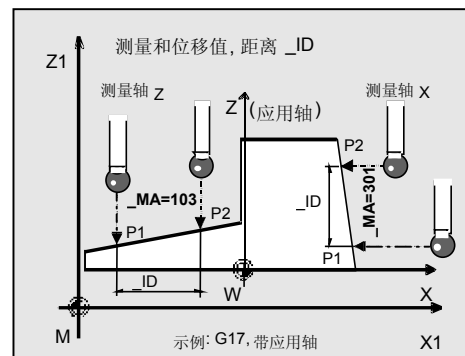 测量和位移值, 距离 _ID
Z1
测量轴 Z
Z (应用轴)
测量轴 X
P2
_MA=103
P2
P1
_ID
_MA=301
_ID
P1
W
X
M
示例: G17, 带应用轴
X1